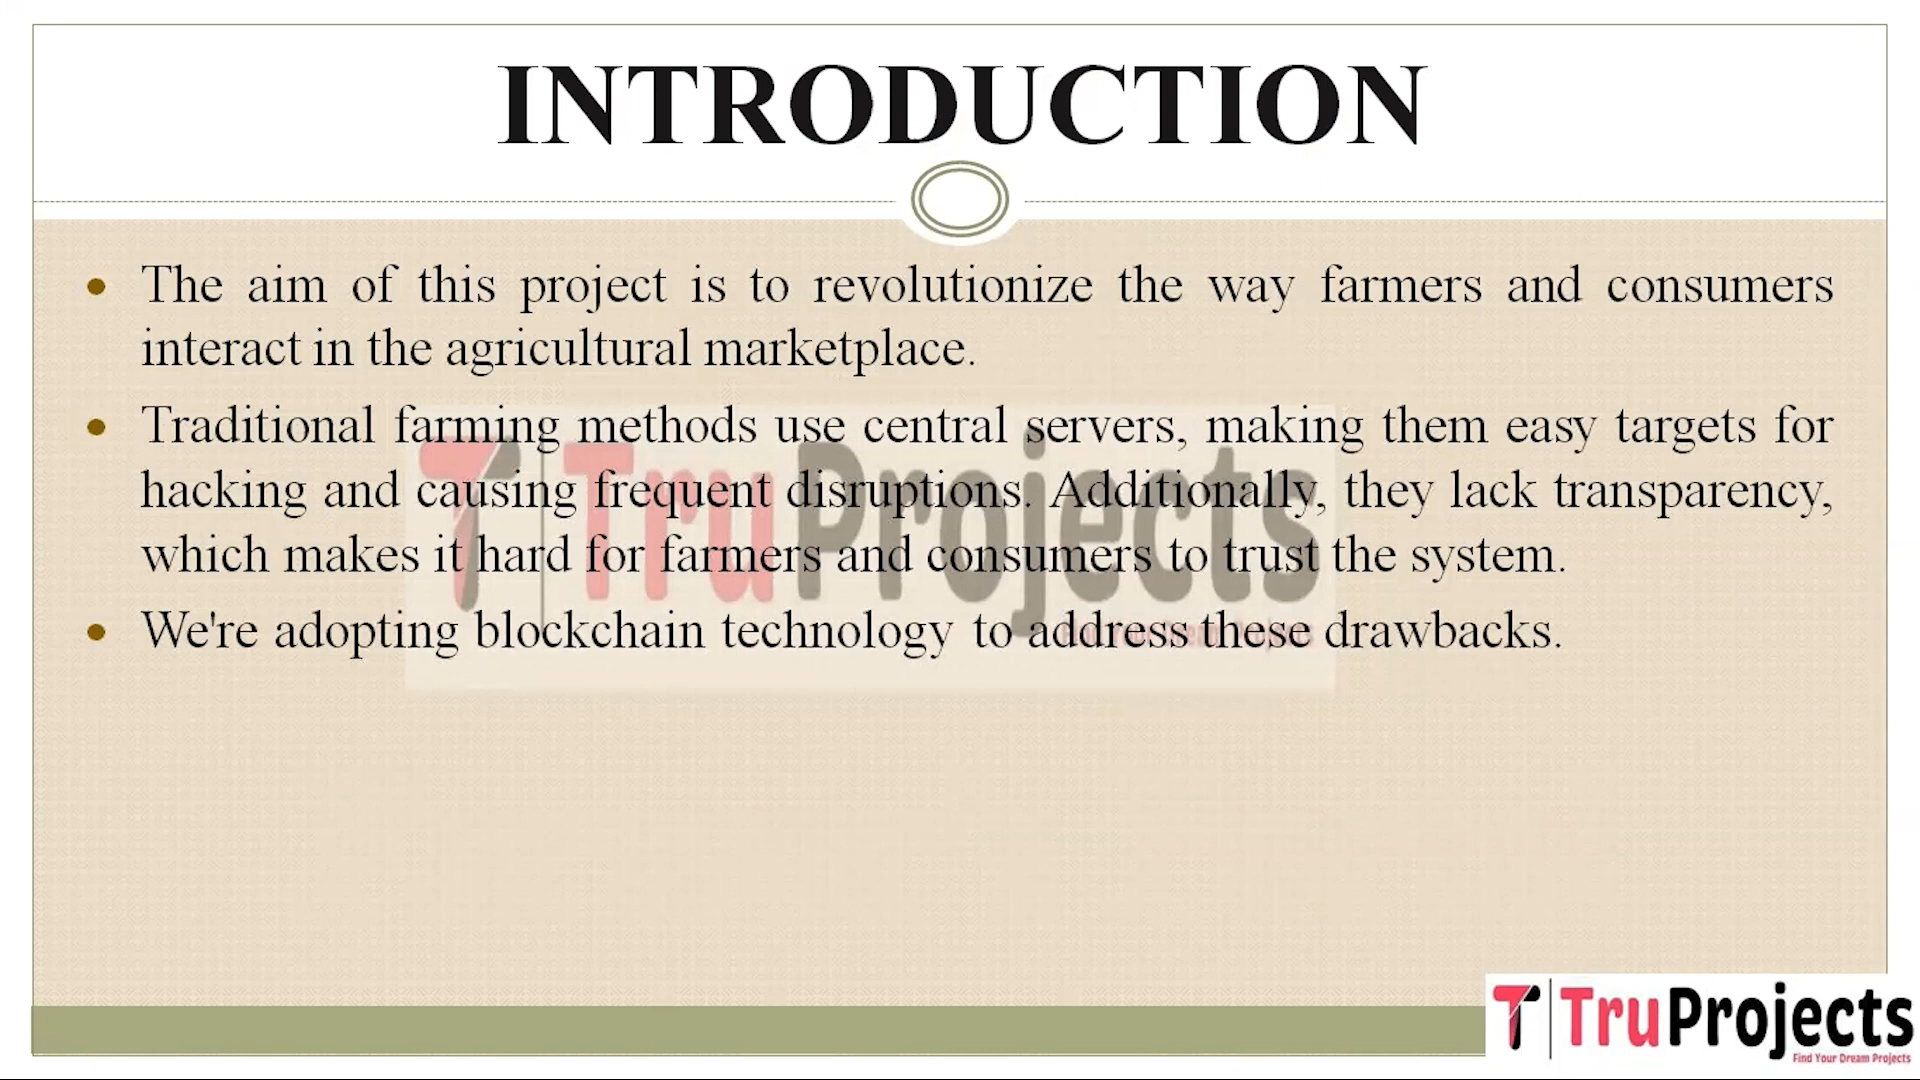 INTRODUCTION
• The aim of this project is to revolutionize the way farmers and consumers
interact in the agricultural marketplace.
• Traditional farming methods use central servers, making them easy targets for
hacking and causing frequent disruptions. Additionally, they lack transparency,
which makes it hard for farmers and consumers to trust the system.
• We're adopting blockchain technology to address these drawbacks.
TruProjects
TruProjects
Find Your Dream Projects